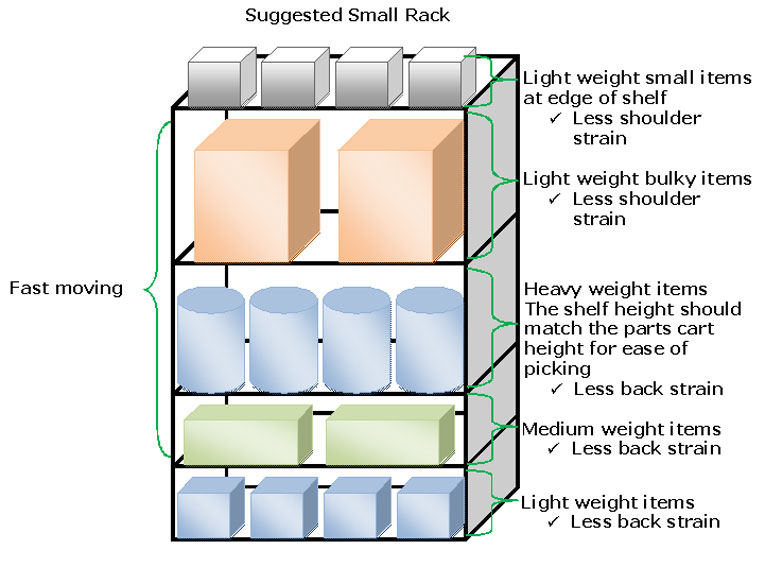 Suggested Small Rack
Light weight small items
at edge of shelf
✓ Less shoulder
strain
Light weight bulky items
✓ Less shoulder
strain
Fast moving
Heavy weight items
The shelf height should
match the parts cart
height for ease of
picking
✓ Less back strain
Medium weight items
✓ Less back strain
Light weight items
✓ Less back strain